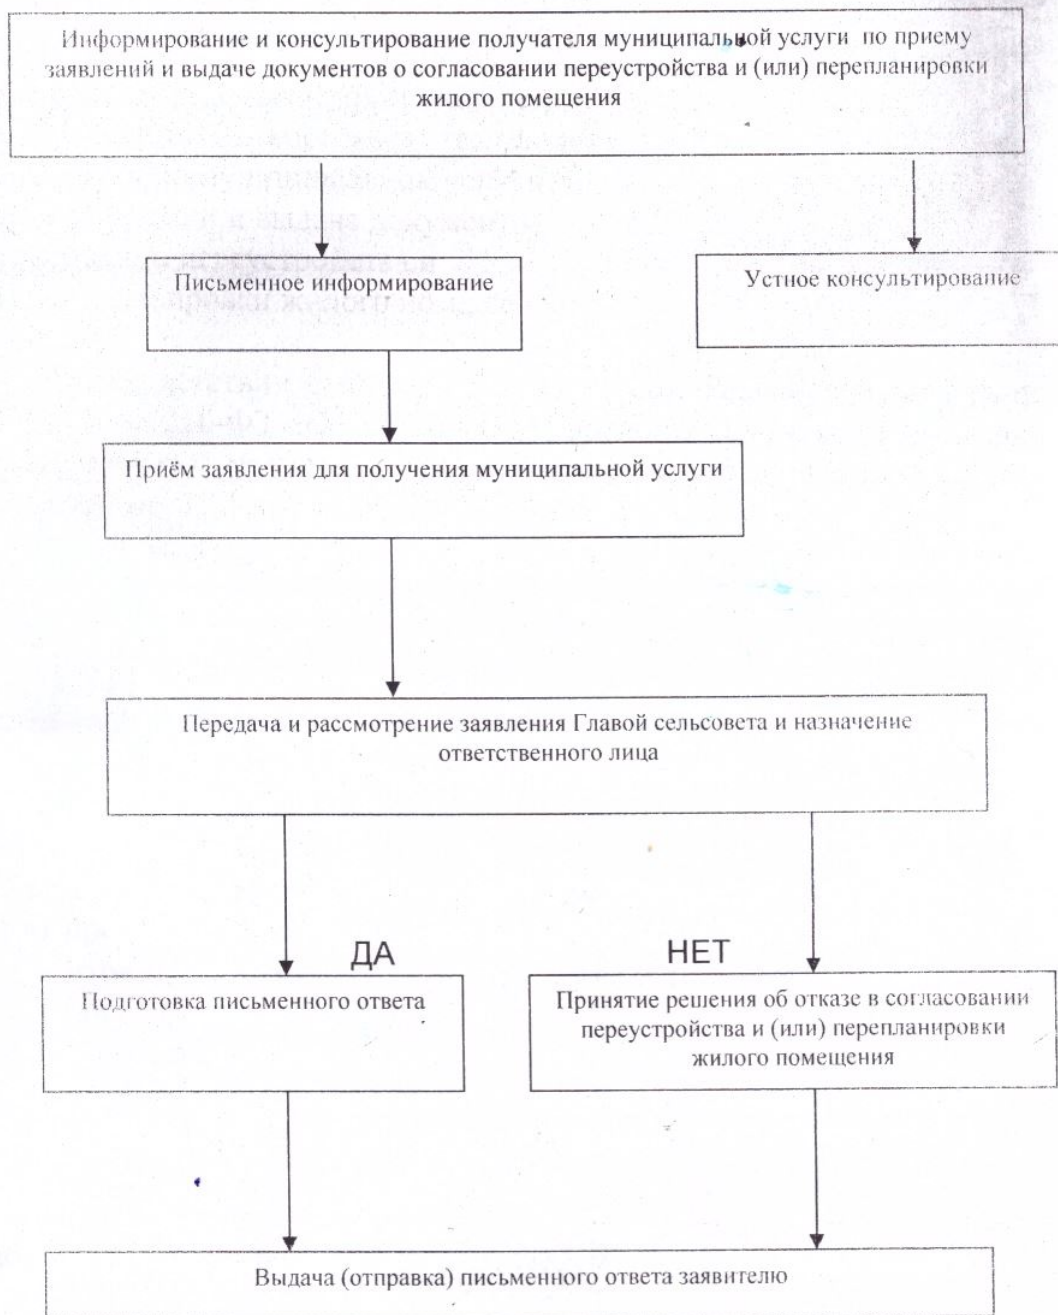 Информирование и консультирование получателя муниципальной услуги по приему
заявлений и выдаче документов о согласовании переустройства и (или) перепланировки
жилого помещения
Письменное информирование
Устное консультирование
Приём заявления для получения муниципальной услуги
Передача и рассмотрение заявления Главой сельсовета и назначение
ответственного лица
ДА
НЕТ
Подготовка письменного ответа
Принятие решения об отказе в согласовании
переустройства и (или) перепланировки
жилого помещения
Выдача (отправка) письменного ответа заявителю